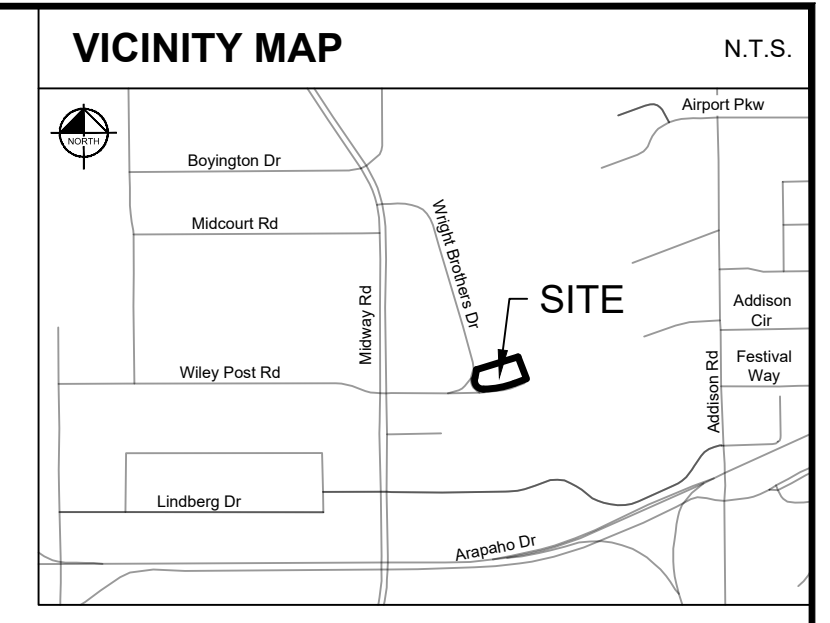 VICINITY MAP
N.T.S.
Airport Pkw
NORTH
Boyington Dr
Midcourt Rd
Wright Brothers Dr
SITE
Midway Rd
Addison
Cir
Festival
Way
Wiley Post Rd
Addison Rd
Lindberg Dr
Arapaho Dr